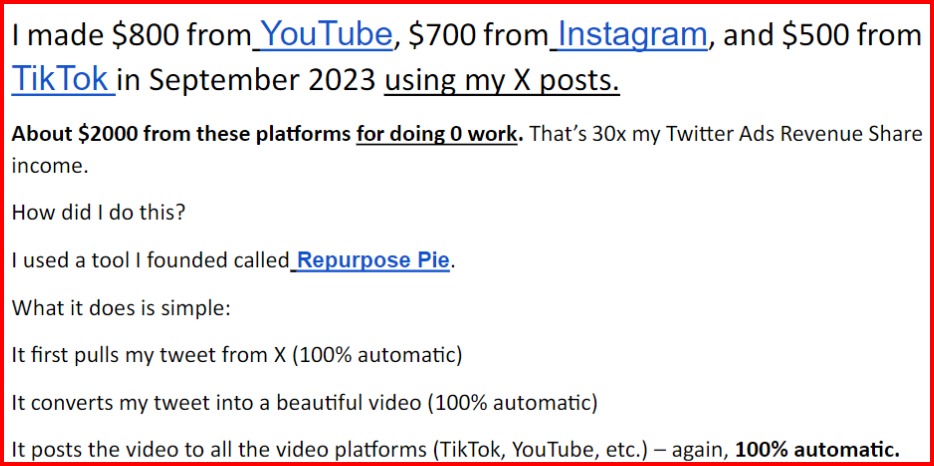 I made $800 from YouTube, $700 from Instagram, and $500 from
TikTok in September 2023 using my X posts.
About $2000 from these platforms for doing 0 work. That’s 30x my Twitter Ads Revenue Share
income.
How did I do this?
I used a tool I founded called Repurpose Pie.
What it does is simple:
It first pulls my tweet from X (100% automatic)
It converts my tweet into a beautiful video (100% automatic)
It posts the video to all the video platforms (TikTok, YouTube, etc.) – again, 100% automatic.